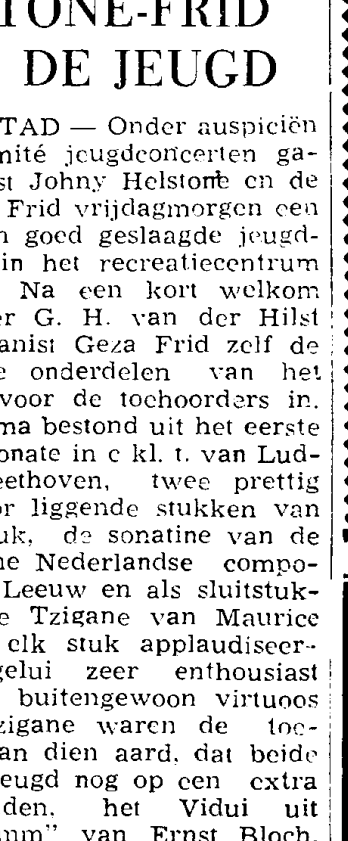 TONE-FRID
DE JEUGD
TAD — Onder auspiciën
mité jeugdconcerten ga-
st Johny Helstone en de
Frid vrijdagmorgen een
n goed geslaagde jeugd-
in het recreatiecentrum
Na een kort welkom
er G. H. van der Hilst
anist Geza Frid zelf de
e onderdelen van het
voor de toehoorders in.
ma bestond uit het eerste
onate in c kl. t. van Lud-
eethoven, twee prettig
or liggende stukken van
uk, de sonatine van de
ne Nederlandse compo-
Leeuw en als sluitstuk-
e Tzigane van Maurice
elk stuk applaudiseer-
gelui zeer enthousiast
buitengewoon virtuoos
zigane waren de toe-
an dien aard, dat beide
eugd nog op een extra
den, het Vidui uit
van Ernst Bloch,